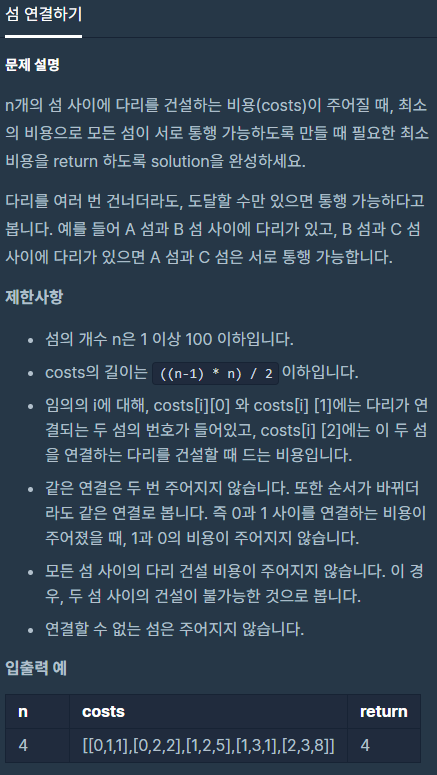 섬 연결하기
문제 설명
n개의 섬 사이에 다리를 건설하는 비용(costs)이 주어질 때, 최소
의 비용으로 모든 섬이 서로 통행 가능하도록 만들 때 필요한 최소
비용을 return 하도록 solution을 완성하세요.
다리를 여러 번 건너더라도, 도달할 수만 있으면 통행 가능하다고
봅니다. 예를 들어 A 섬과 B 섬 사이에 다리가 있고, B 섬과 C 섬
사이에 다리가 있으면 A 섬과 C 섬은 서로 통행 가능합니다.
제한사항
• 섬의 개수 n은 1 이상 100 이하입니다.
• costs의 길이는 ((n-1) * n) / 2 이하입니다.
• 임의의 i에 대해, costs[i][0] 와 costs[i] [1]에는 다리가 연
결되는 두 섬의 번호가 들어있고, costs[i] [2]에는 이 두 섬
을 연결하는 다리를 건설할 때 드는 비용입니다.
• 같은 연결은 두 번 주어지지 않습니다. 또한 순서가 바뀌더
라도 같은 연결로 봅니다. 즉 0과 1 사이를 연결하는 비용이
주어졌을 때, 1과 0의 비용이 주어지지 않습니다.
• 모든 섬 사이의 다리 건설 비용이 주어지지 않습니다. 이 경
우, 두 섬 사이의 건설이 불가능한 것으로 봅니다.
• 연결할 수 없는 섬은 주어지지 않습니다.
입출력 예
n costs return
4 [[0,1,1],[0,2,2],[1,2,5],[1,3,1],[2,3,8]] 4